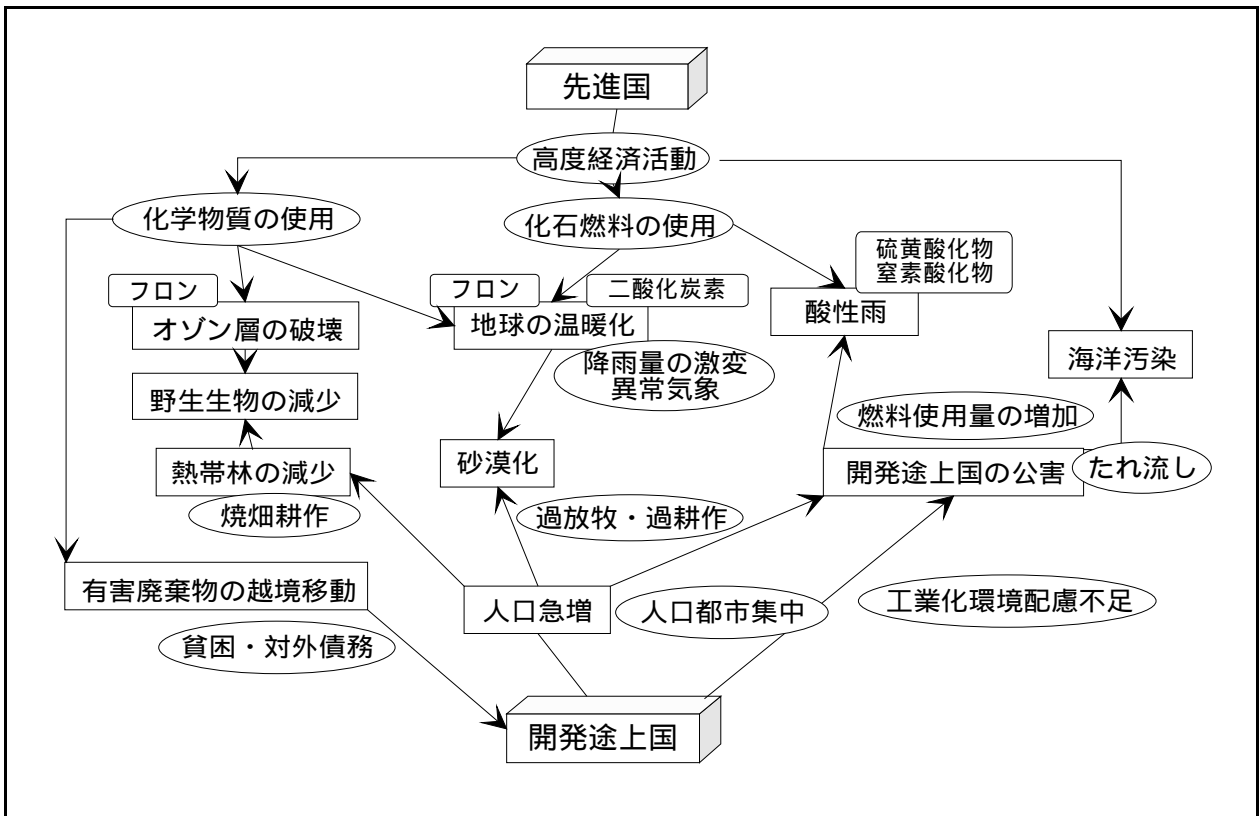 先進国
高度経済活動
化学物質の使用
化石燃料の使用
硫黄酸化物
窒素酸化物
フロン
フロン
二酸化炭素
オゾン層の破壊
地球の温暖化
酸性雨
海洋汚染
降雨量の激変
異常気象
野生生物の減少
燃料使用量の増加
熱帯林の減少
砂漠化
開発途上国の公害
たれ流し
焼畑耕作
過放牧・過耕作
有害廃棄物の越境移動
人口急増
人口都市集中
工業化環境配慮不足
貧困・対外債務
開発途上国